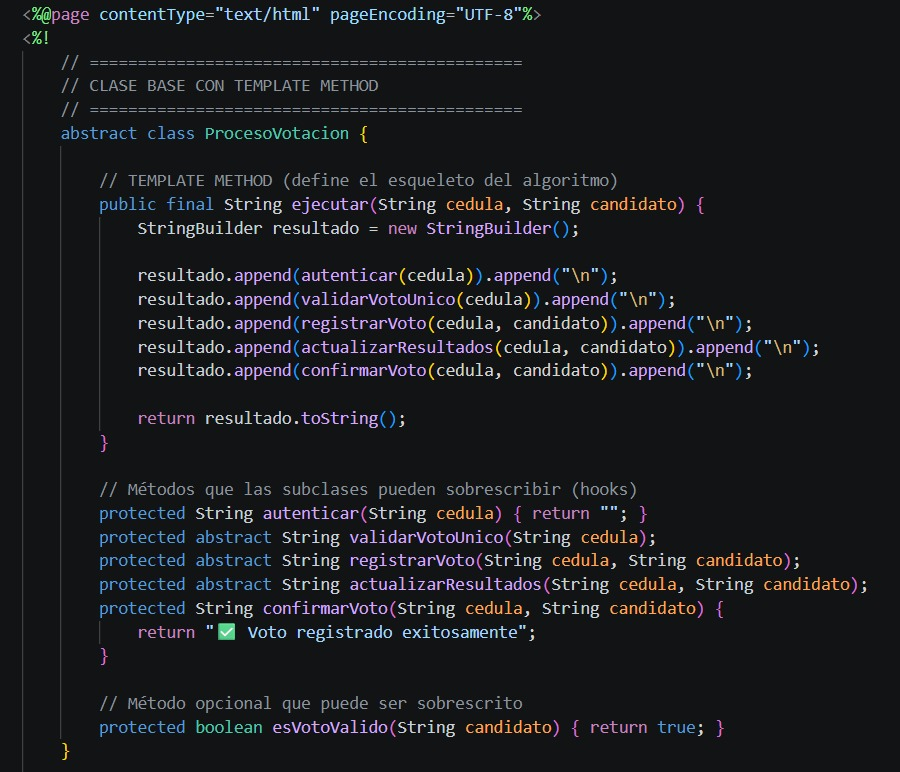 <%@page contentType="text/html" pageEncoding="UTF-8"%>
<%!
    // =============================================
    // CLASE BASE CON TEMPLATE METHOD
    // =============================================
    abstract class ProcesoVotacion {

        // TEMPLATE METHOD (define el esqueleto del algoritmo)
        public final String ejecutar(String cedula, String candidato) {
            StringBuilder resultado = new StringBuilder();

            resultado.append(autenticar(cedula)).append("\n");
            resultado.append(validarVotoUnico(cedula)).append("\n");
            resultado.append(registrarVoto(cedula, candidato)).append("\n");
            resultado.append(actualizarResultados(cedula, candidato)).append("\n");
            resultado.append(confirmarVoto(cedula, candidato)).append("\n");

            return resultado.toString();
        }

        // Métodos que las subclases pueden sobrescribir (hooks)
        protected String autenticar(String cedula) { return ""; }
        protected abstract String validarVotoUnico(String cedula);
        protected abstract String registrarVoto(String cedula, String candidato);
        protected abstract String actualizarResultados(String cedula, String candidato);
        protected String confirmarVoto(String cedula, String candidato) {
            return "✅ Voto registrado exitosamente";
        }

        // Método opcional que puede ser sobrescrito
        protected boolean esVotoValido(String candidato) { return true; }
    }